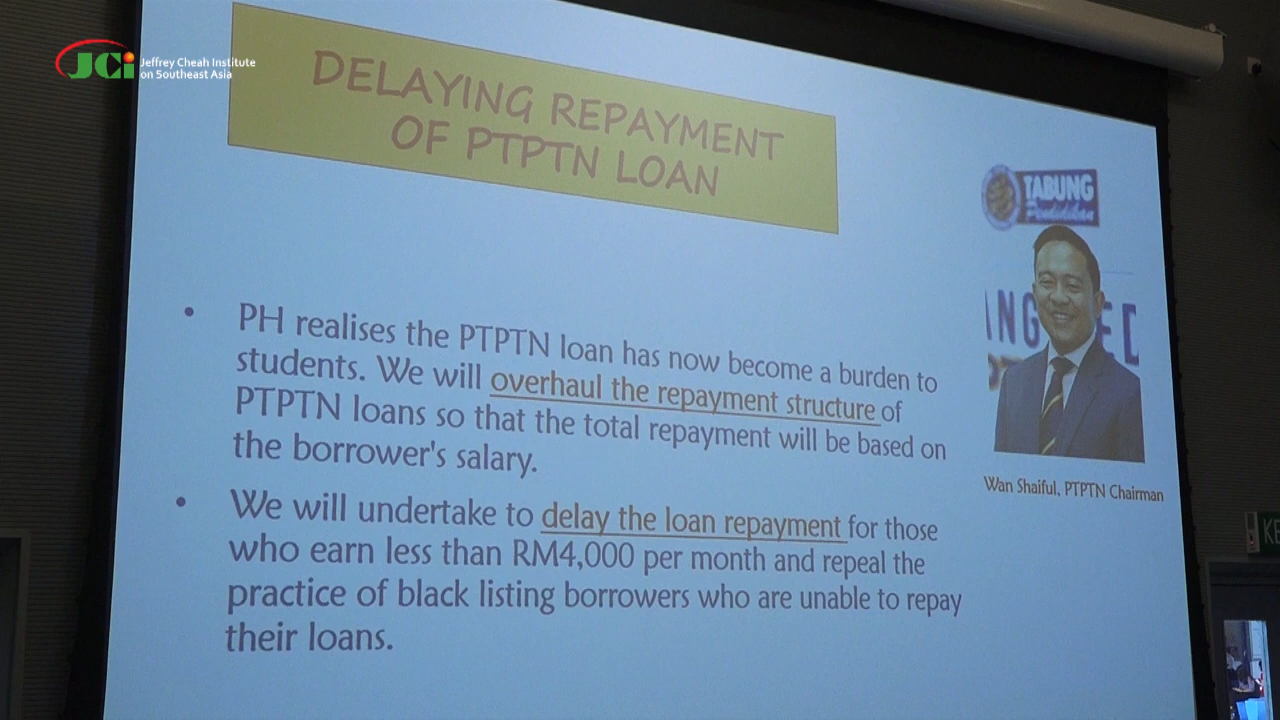 JCi Jeffrey Cheah Institute
on Southeast Asia
DELAYING REPAYMENT
OF PTPTN LOAN
TABUNG
Pendidikan
ANG
ED
• PH realises the PTPTN loan has now become a burden to
students. We will overhaul the repayment structure of
PTPTN loans so that the total repayment will be based on
the borrower's salary.
Wan Shaiful, PTPTN Chairman
• We will undertake to delay the loan repayment for those
who earn less than RM4,000 per month and repeal the
practice of black listing borrowers who are unable to repay
their loans.
KE